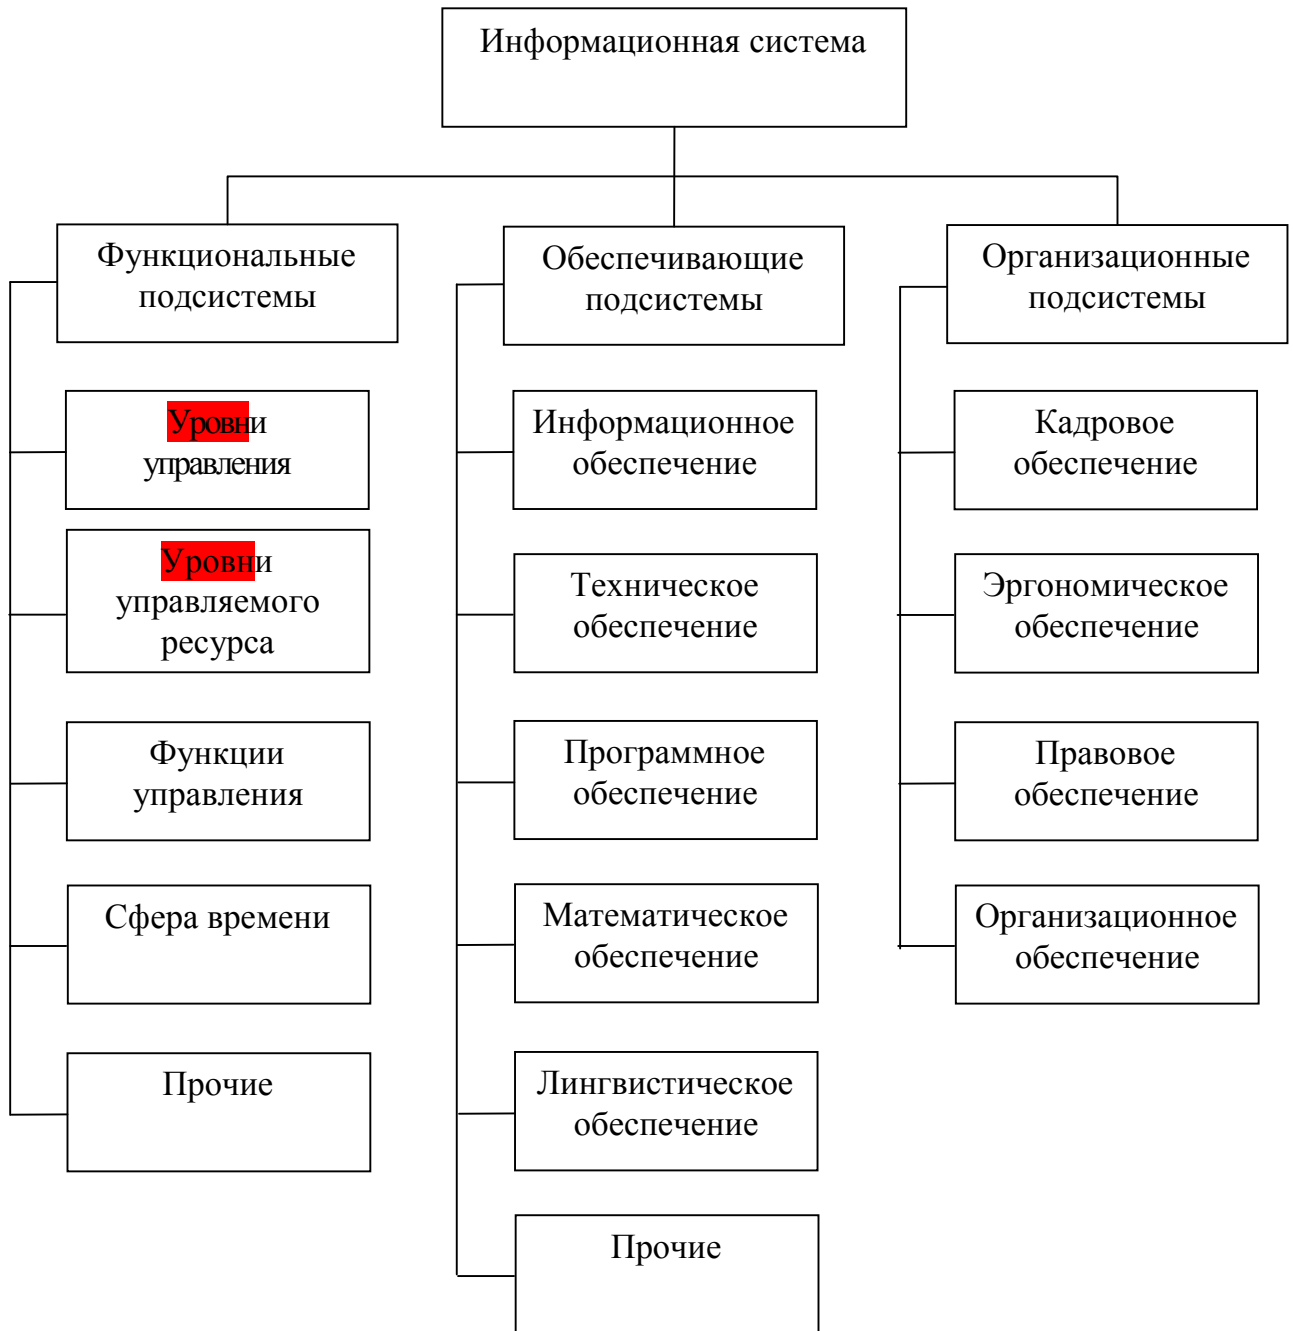 Информационная система
Функциональные
подсистемы
Уровни
управления
Уровни
управляемого
ресурса
Функции
управления
Сфера времени
Прочие
Обеспечивающие
подсистемы
Информационное
обеспечение
Техническое
обеспечение
Программное
обеспечение
Математическое
обеспечение
Лингвистическое
обеспечение
Прочие
Организационные
подсистемы
Кадровое
обеспечение
Эргономическое
обеспечение
Правовое
обеспечение
Организационное
обеспечение